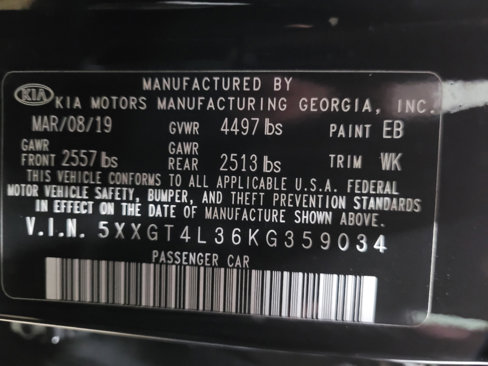 MANUFACTURED BY
KIA KIA MOTORS MANUFACTURING GEORGIA, INC.
MAR/08/19 GVWR 4497 lbs PAINT EB
GAWR FRONT 2557 lbs GAWR REAR 2513 lbs TRIM WK
THIS VEHICLE CONFORMS TO ALL APPLICABLE U.S.A. FEDERAL
MOTOR VEHICLE SAFETY, BUMPER, AND THEFT PREVENTION STANDARDS
IN EFFECT ON THE DATE OF MANUFACTURE SHOWN ABOVE.
V.I.N. 5XXGT4L36KG359034
PASSENGER CAR